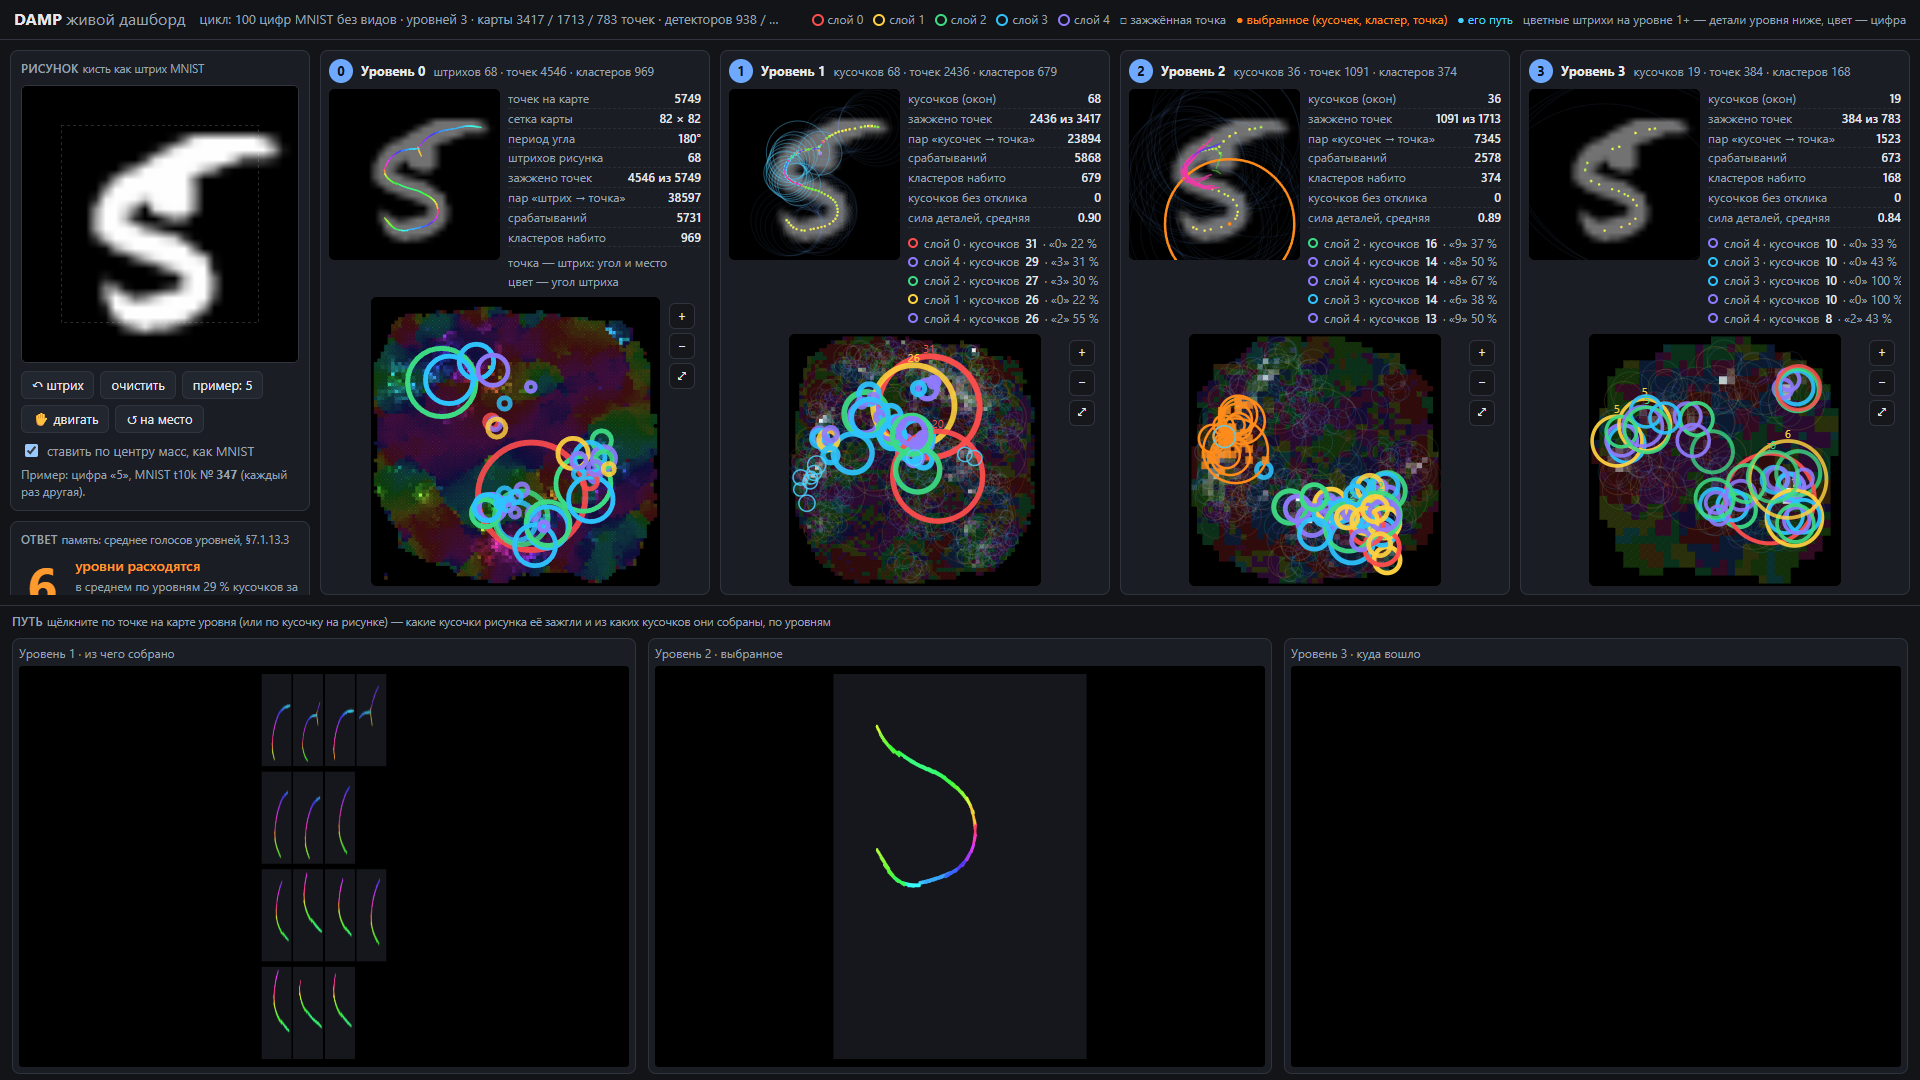 DAMP живой дашборд
цикл: 100 цифр MNIST без видов · уровней 3 · карты 3417 / 1713 / 783 точек · детекторов 938 / ...
слой 0 слой 1 слой 2 слой 3 слой 4 □ зажжённая точка ● выбранное (кусочек, кластер, точка) ● его путь цветные штрихи на уровне 1+ — детали уровня ниже, цвет — цифра
РИСУНОК кисть как штрих MNIST
↶ штрих очистить пример: 5
✋ двигать ↺ на место
ставить по центру масс, как MNIST
Пример: цифра «5», MNIST t10k № 347 (каждый
раз другая).
ОТВЕТ память: среднее голосов уровней, §7.1.13.3
6 уровни расходятся
в среднем по уровням 29 % кусочков за
0 Уровень 0 штрихов 68 · точек 4546 · кластеров 969
точек на карте 5749
сетка карты 82 × 82
период угла 180°
штрихов рисунка 68
зажжено точек 4546 из 5749
пар «штрих → точка» 38597
срабатываний 5731
кластеров набито 969
точка — штрих: угол и место
цвет — угол штриха
+
−
⤢
1 Уровень 1 кусочков 68 · точек 2436 · кластеров 679
кусочков (окон) 68
зажжено точек 2436 из 3417
пар «кусочек → точка» 23894
срабатываний 5868
кластеров набито 679
кусочков без отклика 0
сила деталей, средняя 0.90
слой 0 · кусочков 31 · «0» 22 %
слой 4 · кусочков 29 · «3» 31 %
слой 2 · кусочков 27 · «3» 30 %
слой 1 · кусочков 26 · «0» 22 %
слой 4 · кусочков 26 · «2» 55 %
31
26
+
−
⤢
2 Уровень 2 кусочков 36 · точек 1091 · кластеров 374
кусочков (окон) 36
зажжено точек 1091 из 1713
пар «кусочек → точка» 7345
срабатываний 2578
кластеров набито 374
кусочков без отклика 0
сила деталей, средняя 0.89
слой 2 · кусочков 16 · «9» 37 %
слой 4 · кусочков 14 · «8» 50 %
слой 4 · кусочков 14 · «8» 67 %
слой 3 · кусочков 14 · «6» 38 %
слой 4 · кусочков 13 · «9» 50 %
+
−
⤢
3 Уровень 3 кусочков 19 · точек 384 · кластеров 168
кусочков (окон) 19
зажжено точек 384 из 783
пар «кусочек → точка» 1523
срабатываний 673
кластеров набито 168
кусочков без отклика 0
сила деталей, средняя 0.84
слой 4 · кусочков 10 · «0» 33 %
слой 3 · кусочков 10 · «0» 43 %
слой 3 · кусочков 10 · «0» 100 %
слой 4 · кусочков 10 · «0» 100 %
слой 4 · кусочков 8 · «2» 43 %
5
5
6
+
−
⤢
ПУТЬ щёлкните по точке на карте уровня (или по кусочку на рисунке) — какие кусочки рисунка её зажгли и из каких кусочков они собраны, по уровням
Уровень 1 · из чего собрано
Уровень 2 · выбранное
Уровень 3 · куда вошло